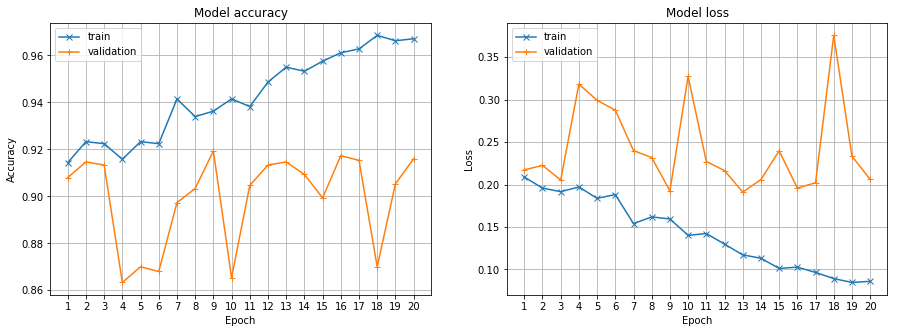 Model accuracy
train
validation
0.96
0.94
0.92
0.90
0.88
0.86
Accuracy
1 2 3 4 5 6 7 8 9 10 11 12 13 14 15 16 17 18 19 20
Epoch
Model loss
train
validation
0.35
0.30
0.25
0.20
0.15
0.10
Loss
1 2 3 4 5 6 7 8 9 10 11 12 13 14 15 16 17 18 19 20
Epoch